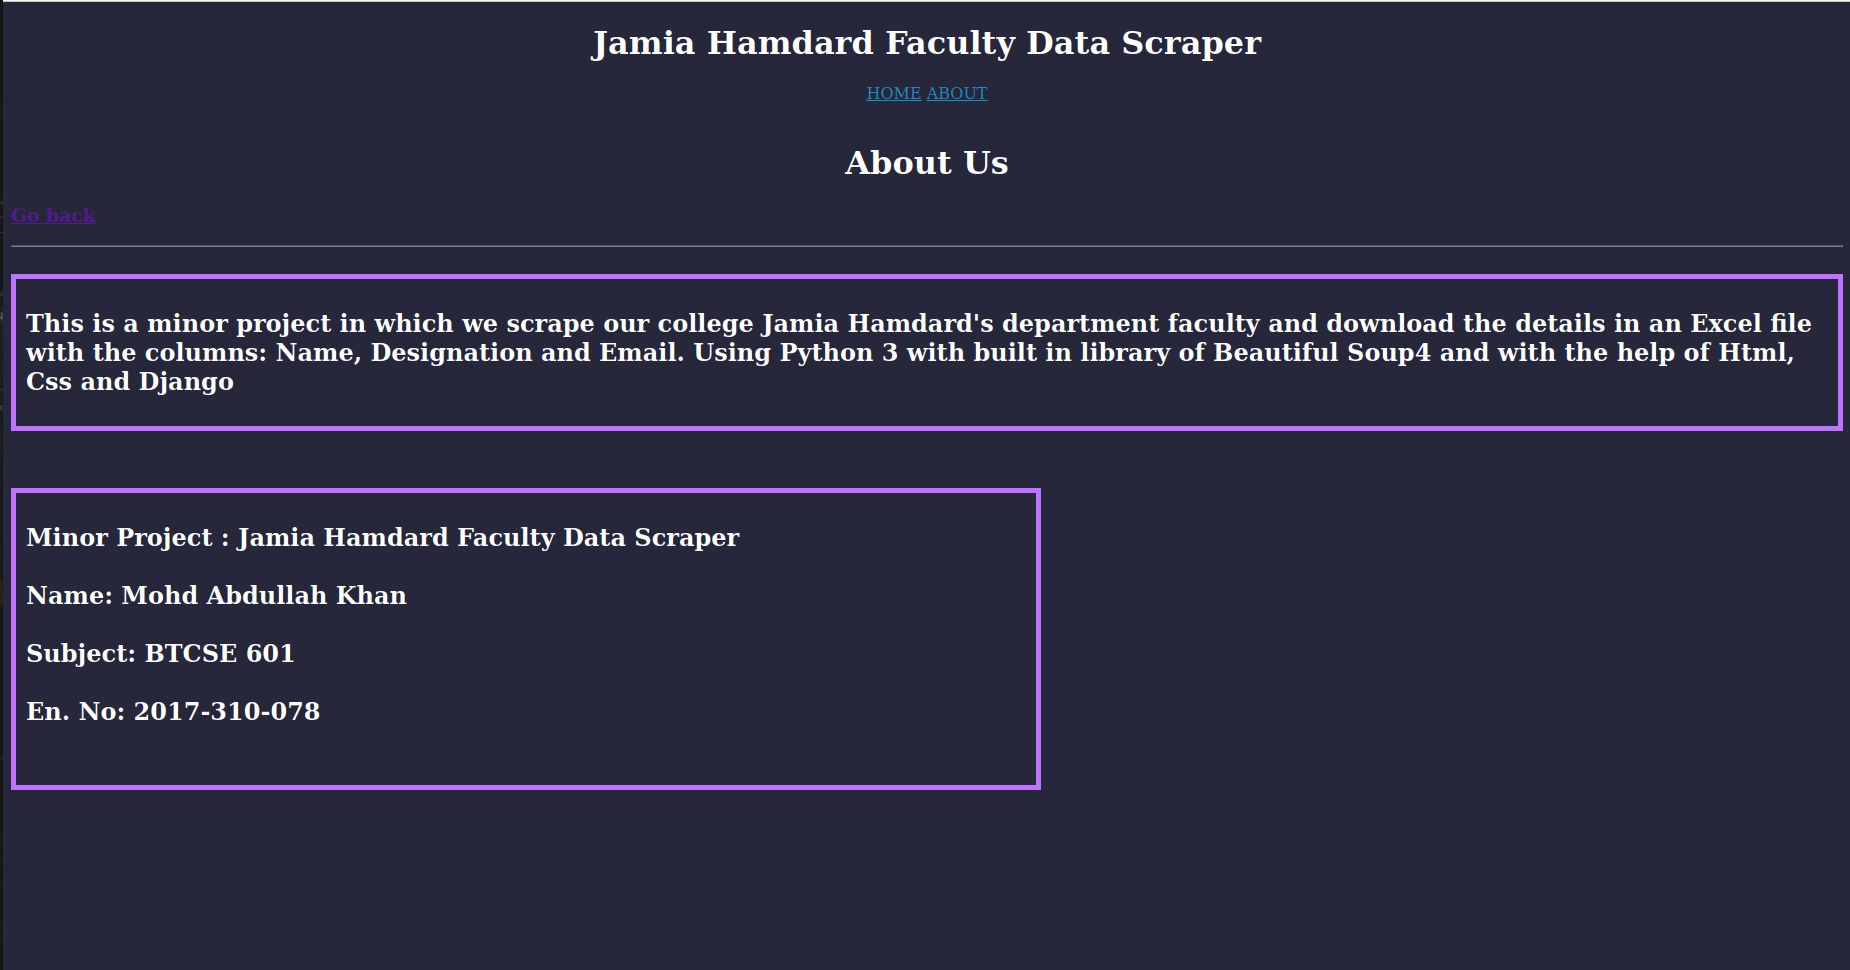 Jamia Hamdard Faculty Data Scraper
HOME ABOUT
About Us
Go back
This is a minor project in which we scrape our college Jamia Hamdard's department faculty and download the details in an Excel file
with the columns: Name, Designation and Email. Using Python 3 with built in library of Beautiful Soup4 and with the help of Html,
Css and Django
Minor Project : Jamia Hamdard Faculty Data Scraper
Name: Mohd Abdullah Khan
Subject: BTCSE 601
En. No: 2017-310-078